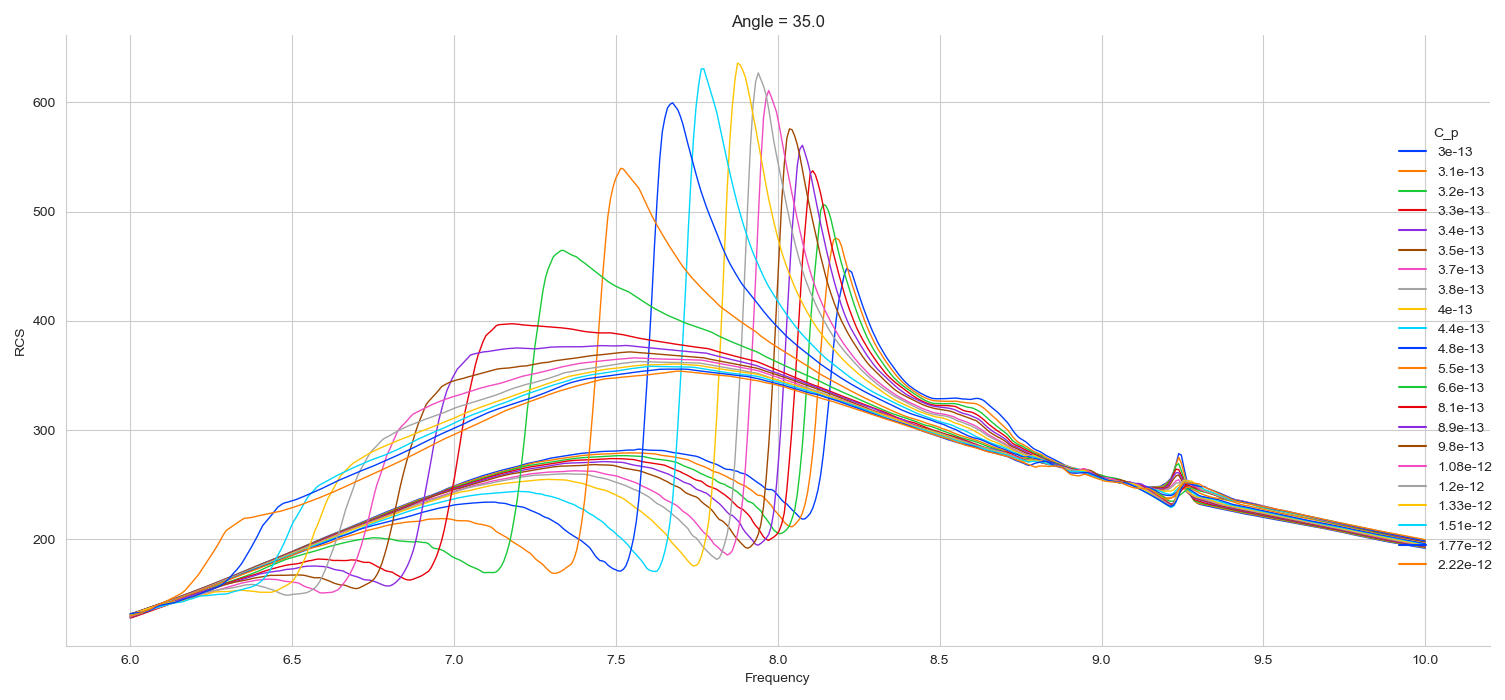 Angle = 35.0
RCS
600
500
400
300
200
6.0 6.5 7.0 7.5 8.0 8.5 9.0 9.5 10.0
Frequency
C_p
3e-13
3.1e-13
3.2e-13
3.3e-13
3.4e-13
3.5e-13
3.7e-13
3.8e-13
4e-13
4.4e-13
4.8e-13
5.5e-13
6.6e-13
8.1e-13
8.9e-13
9.8e-13
1.08e-12
1.2e-12
1.33e-12
1.51e-12
1.77e-12
2.22e-12